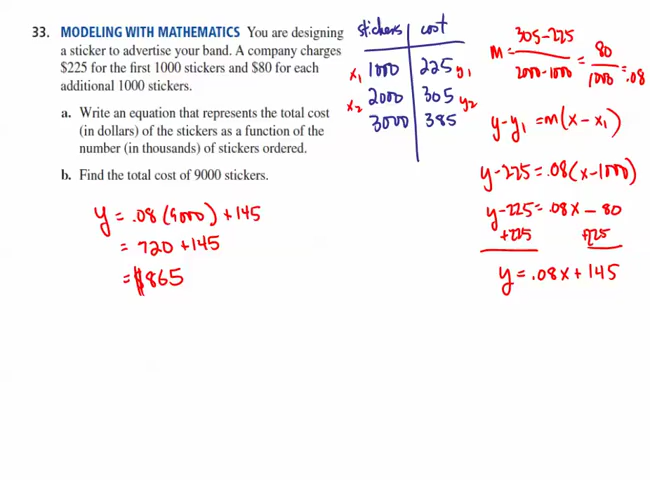 33. MODELING WITH MATHEMATICS You are designing
a sticker to advertise your band. A company charges
$225 for the first 1000 stickers and $80 for each
additional 1000 stickers.
a. Write an equation that represents the total cost
(in dollars) of the stickers as a function of the
number (in thousands) of stickers ordered.
b. Find the total cost of 9000 stickers.
y = .08(9000) + 145
= 720 + 145
= $865
stickers cost
x₁ 1000 225 y₁
x₂ 2000 305 y₂
3000 385
m = 305-225 / 2000-1000 = 80 / 1000 = .08
y-y₁ = m(x-x₁)
y-225 = .08(x-1000)
y-225 = .08x - 80
+225 +225
y = .08x + 145